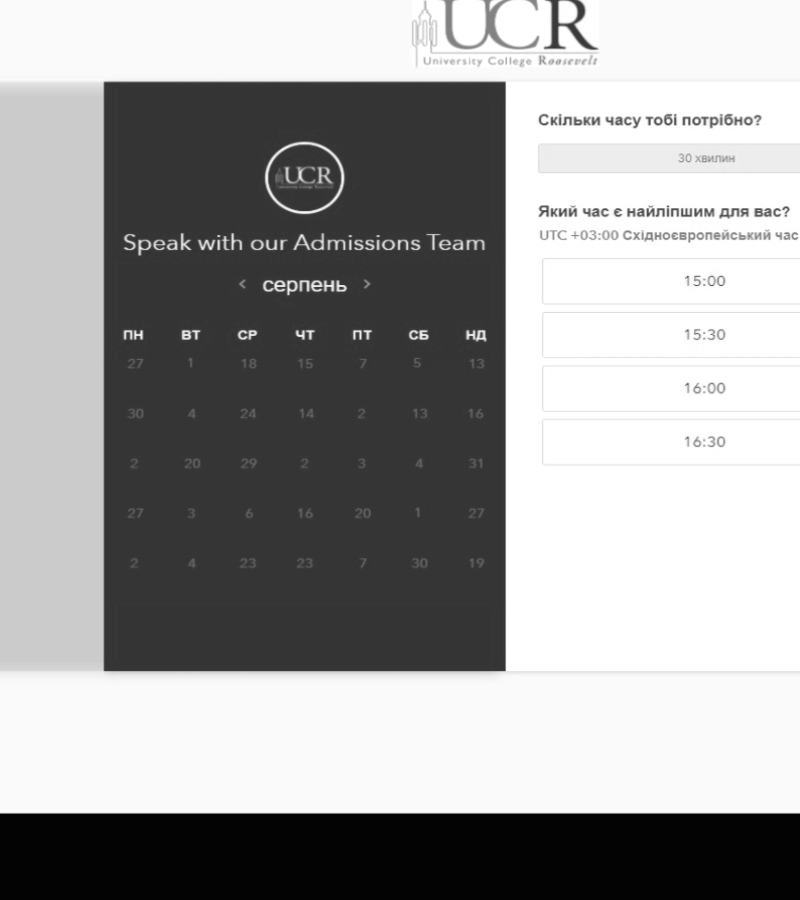 UCR
University College Roosevelt
UCR
Speak with our Admissions Team
< серпень >
ПН ВТ СР ЧТ ПТ СБ НД
27 1 18 15 7 5 13
30 4 24 14 2 13 16
2 20 29 2 3 4 31
27 3 6 16 20 1 27
2 4 23 23 7 30 19
Скільки часу тобі потрібно?
30 хвилин
Який час є найліпшим для вас?
UTC +03:00 Східноєвропейський час
15:00
15:30
16:00
16:30